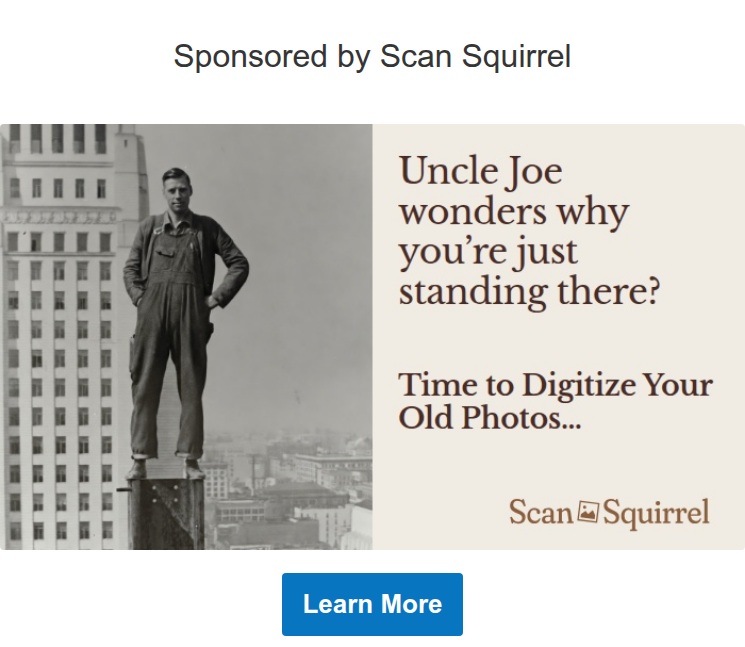 Sponsored by Scan Squirrel
Uncle Joe
wonders why
you're just
standing there?
Time to Digitize Your
Old Photos...
Scan Squirrel
Learn More